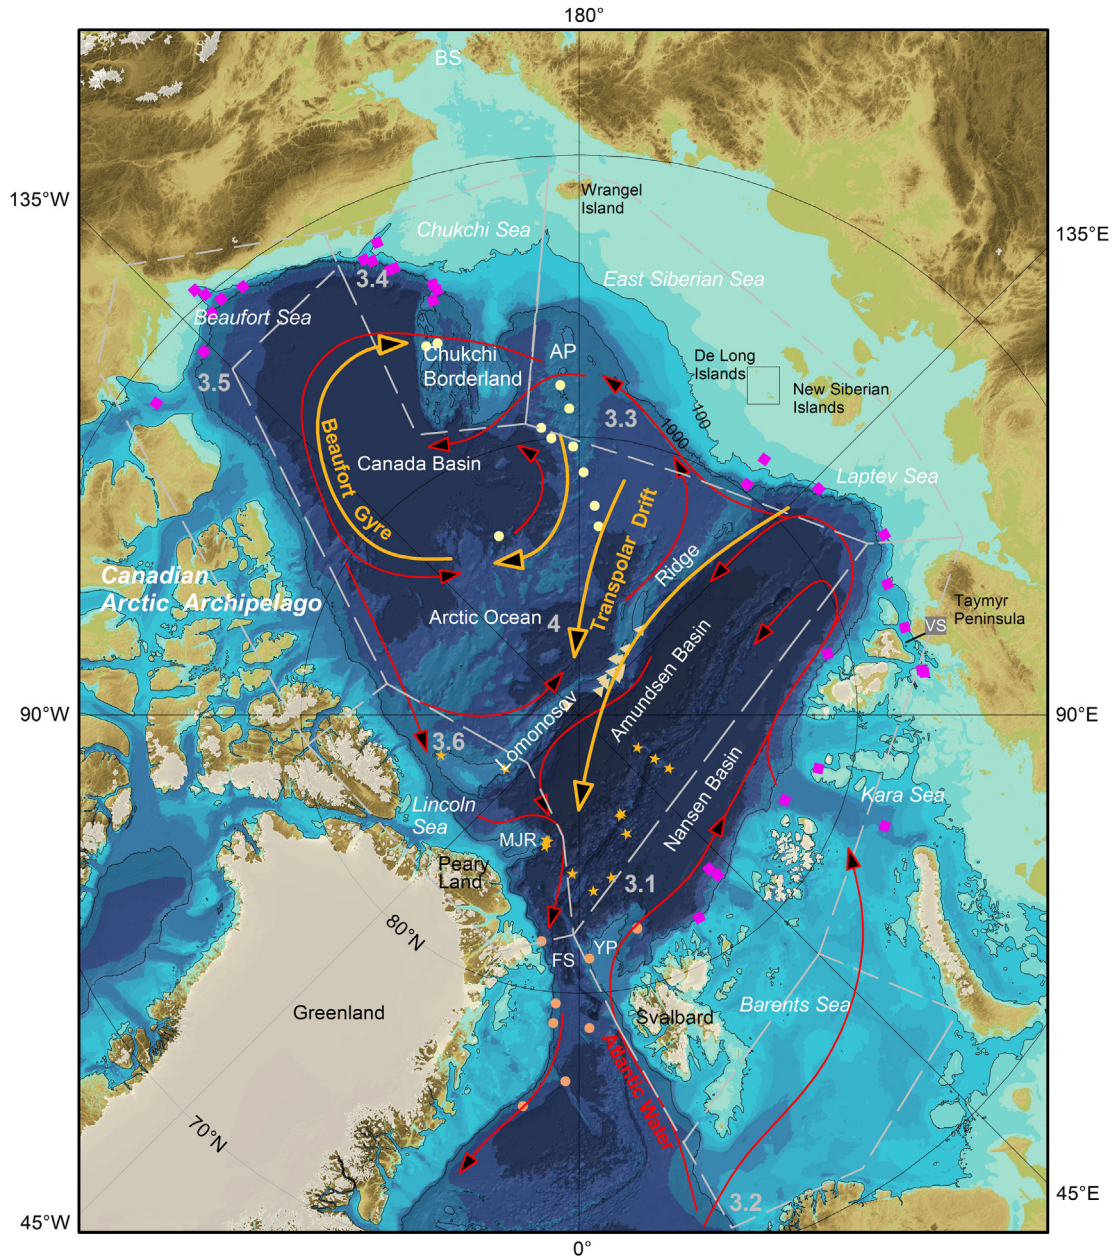 180°
BS
135°W
Wrangel
Island
Chukchi Sea
135°E
3.4
East Siberian Sea
Beaufort Sea
AP
De Long
Islands
Chukchi
Borderland
3.5
New Siberian
Islands
100
3.3
1000
Beaufort Gyre
Canada Basin
Laptev Sea
Transpolar Drift
Ridge
Canadian
Arctic Archipelago
Arctic Ocean
4
Taymyr
Peninsula
VS
Amundsen Basin
90°W
90°E
3.6
Lomonosov
Nansen Basin
Kara Sea
Lincoln
Sea
MJR
Peary
Land
3.1
80°N
YP
FS
Greenland
Svalbard
Barents Sea
Atlantic Water
70°N
3.2
45°W
45°E
0°